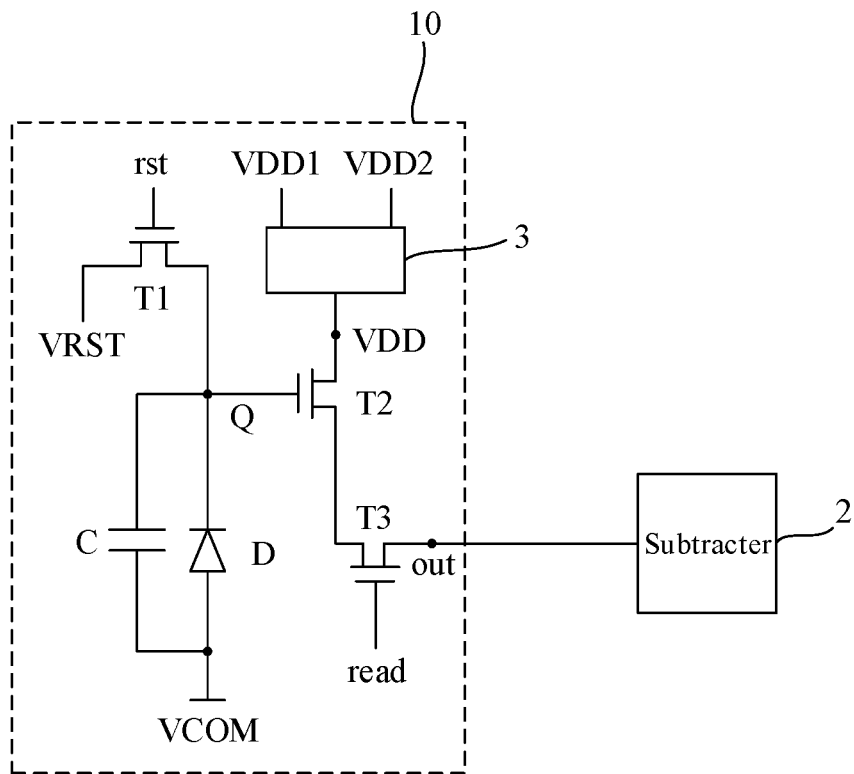 10
rst
VDD1
VDD2
3
T1
VRST
VDD
Q
T2
C
D
T3
out
Subtracter
2
read
VCOM